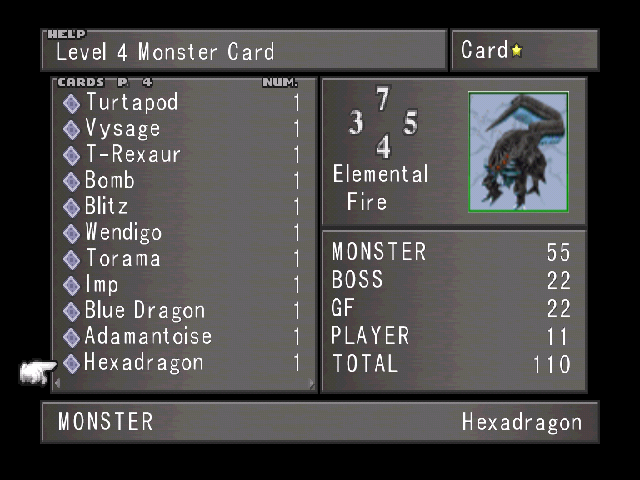 HELP
Level 4 Monster Card
Card
CARDS P. 4 NUM.
Turtapod 1
Vysage 1
T-Rexaur 1
Bomb 1
Blitz 1
Wendigo 1
Torama 1
Imp 1
Blue Dragon 1
Adamantoise 1
Hexadragon 1
7
3 5
4
Elemental
Fire
MONSTER 55
BOSS 22
GF 22
PLAYER 11
TOTAL 110
MONSTER Hexadragon